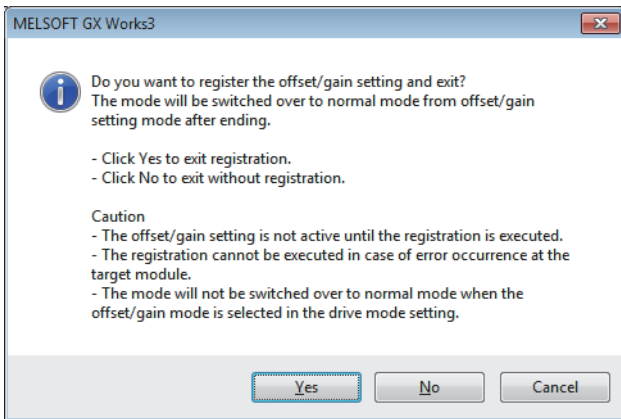 MELSOFT GX Works3
Do you want to register the offset/gain setting and exit?
The mode will be switched over to normal mode from offset/gain
setting mode after ending.
- Click Yes to exit registration.
- Click No to exit without registration.
Caution
- The offset/gain setting is not active until the registration is executed.
- The registration cannot be executed in case of error occurrence at the
target module.
- The mode will not be switched over to normal mode when the
offset/gain mode is selected in the drive mode setting.
Yes
No
Cancel